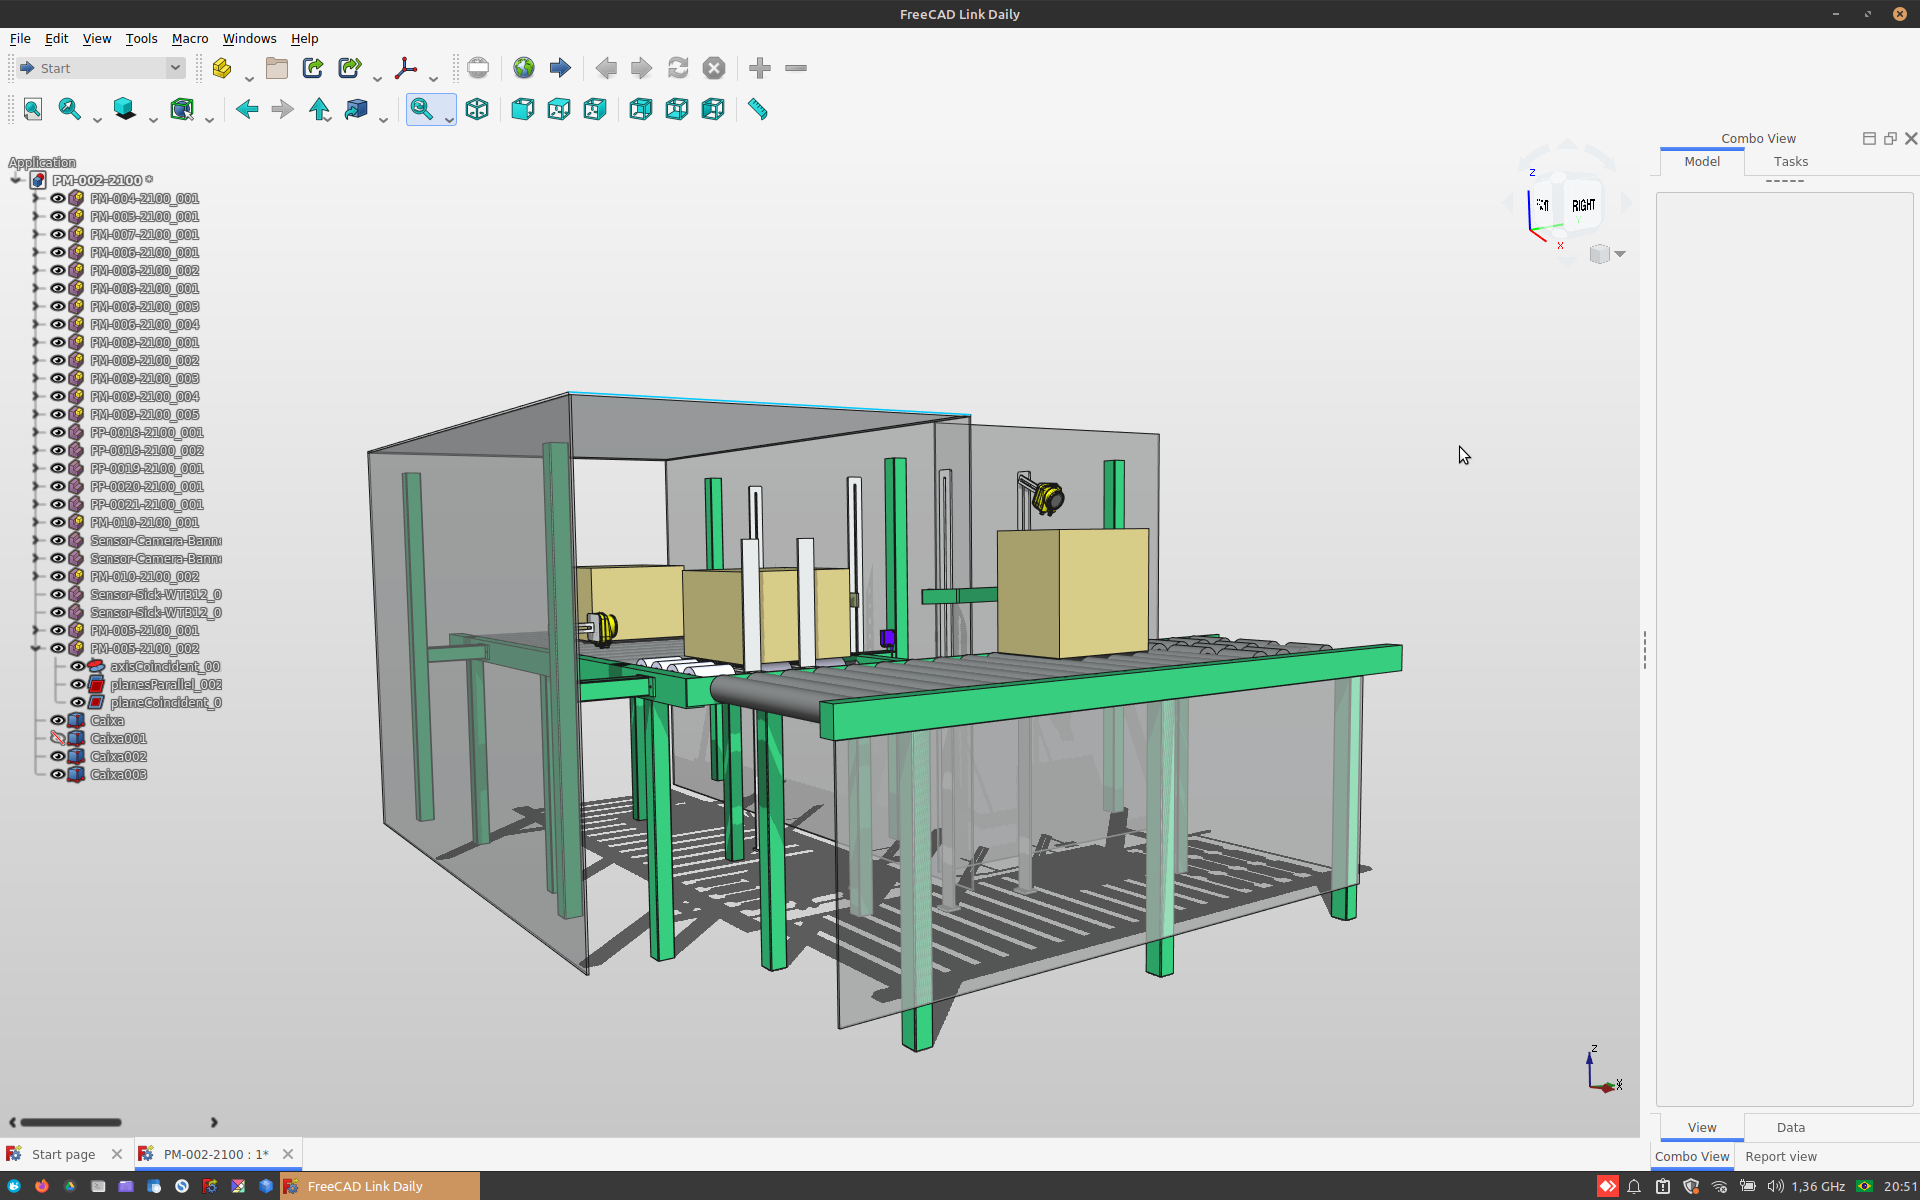 FreeCAD Link Daily
File Edit View Tools Macro Windows Help
Start
Combo View
Model Tasks
Application
PM-002-2100 *
PM-004-2100_001
PM-003-2100_001
PM-007-2100_001
PM-006-2100_001
PM-006-2100_002
PM-008-2100_001
PM-006-2100_003
PM-006-2100_004
PM-009-2100_001
PM-009-2100_002
PM-009-2100_003
PM-009-2100_004
PM-009-2100_005
PP-0018-2100_001
PP-0018-2100_002
PP-0019-2100_001
PP-0020-2100_001
PP-0021-2100_001
PM-010-2100_001
Sensor-Camera-Bann
Sensor-Camera-Bann
PM-010-2100_002
Sensor-Sick-WTB12_0
Sensor-Sick-WTB12_0
PM-005-2100_001
PM-005-2100_002
axisCoincident_00
planesParallel_002
planeCoincident_0
Caixa
Caixa001
Caixa002
Caixa003
Z
RIGHT
Y
X
Z
X
View Data
Combo View Report view
Start page PM-002-2100 : 1*
FreeCAD Link Daily
1,36 GHz 20:51